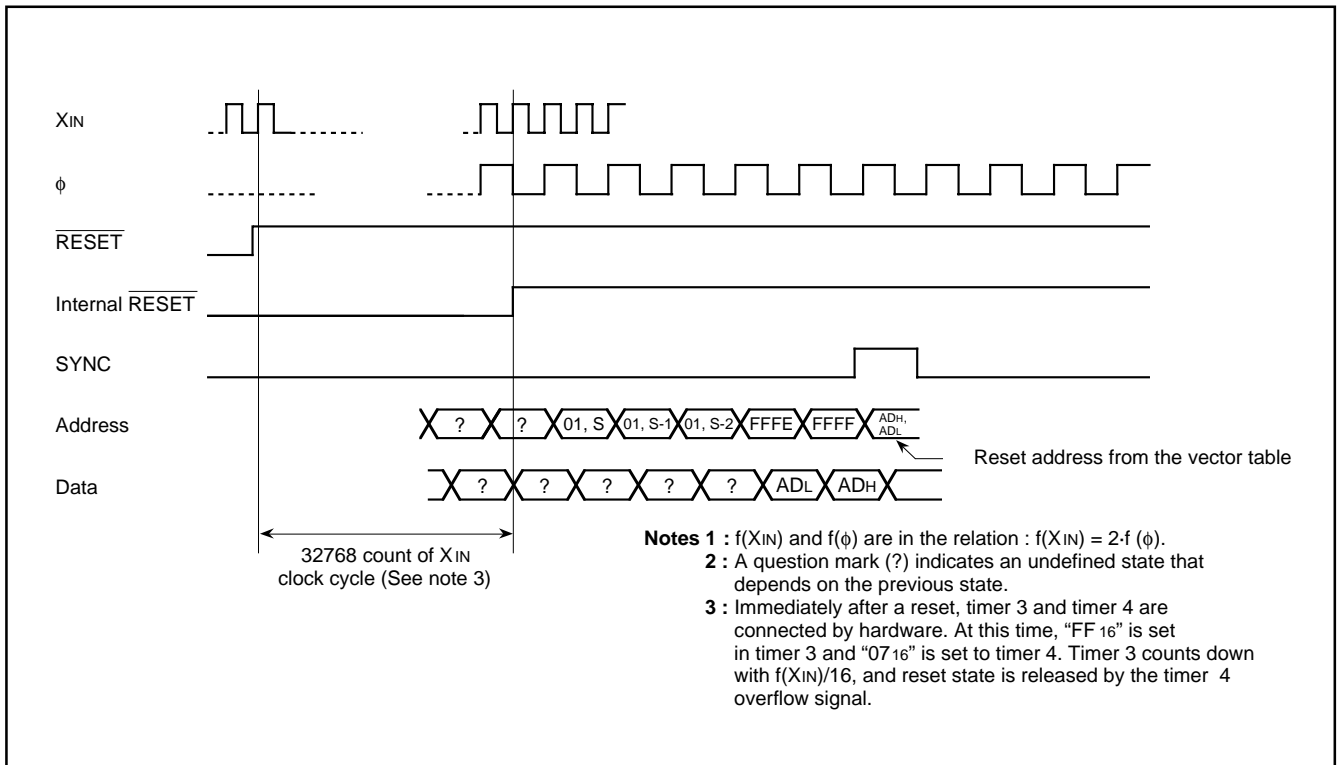 XIN
ϕ
RESET
Internal RESET
SYNC
Address
? ? 01, S 01, S-1 01, S-2 FFFE FFFF ADH,
ADL
Reset address from the vector table
Data
? ? ? ? ? ADL ADH
32768 count of XIN
clock cycle (See note 3)
Notes 1 : f(XIN) and f(ϕ) are in the relation : f(XIN) = 2·f (ϕ).
2 : A question mark (?) indicates an undefined state that
depends on the previous state.
3 : Immediately after a reset, timer 3 and timer 4 are
connected by hardware. At this time, “FF16” is set
in timer 3 and “0716” is set to timer 4. Timer 3 counts down
with f(XIN)/16, and reset state is released by the timer 4
overflow signal.